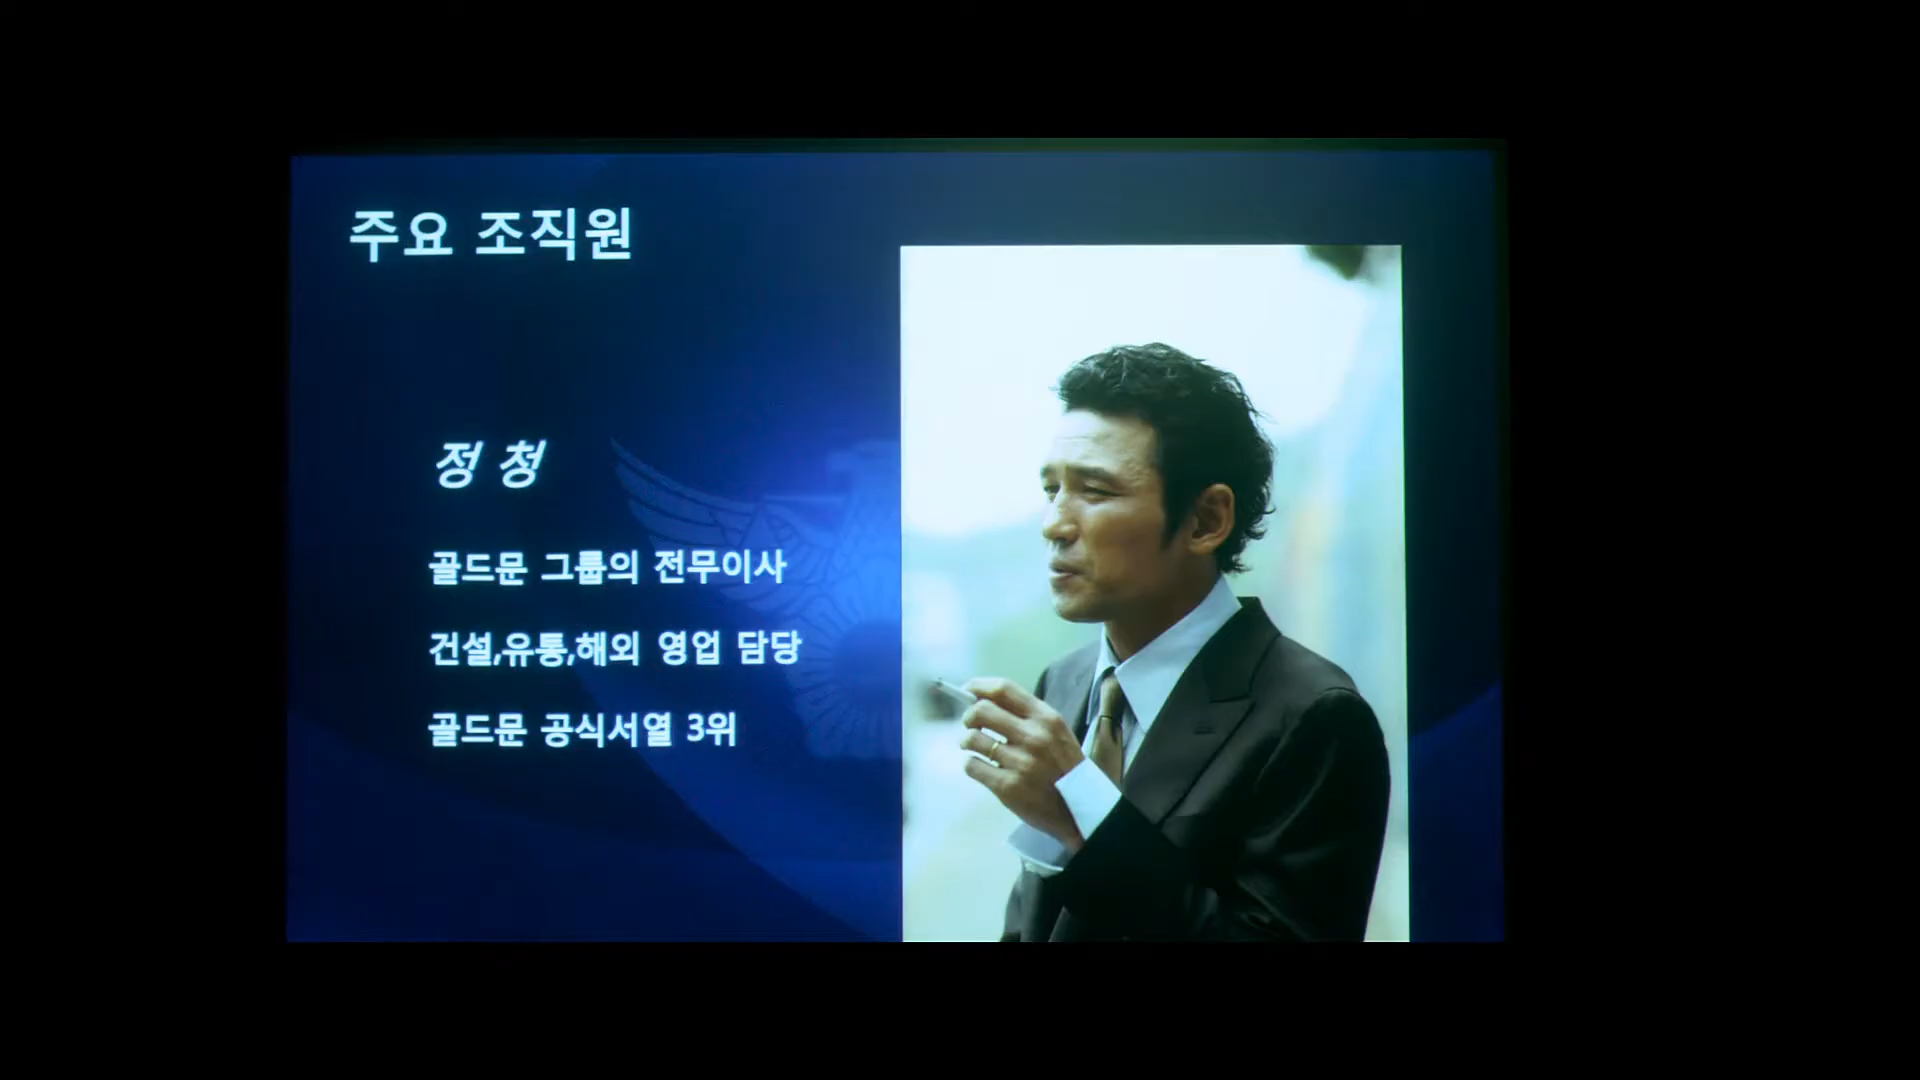 주요 조직원
정 청
골드문 그룹의 전무이사
건설,유통,해외 영업 담당
골드문 공식서열 3위